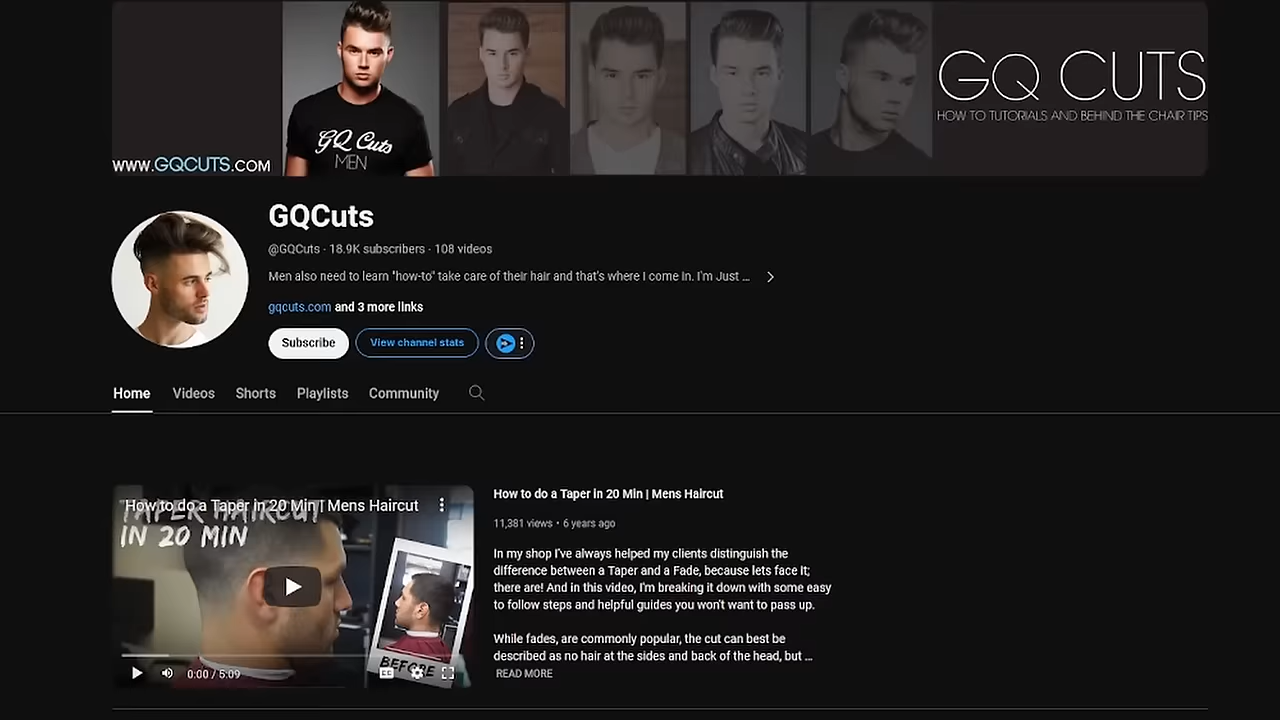 GQ CUTS
HOW TO TUTORIALS AND BEHIND THE CHAIR TIPS
GQ Cuts
MEN
WWW.GQCUTS.COM
GQCuts
@GQCuts · 18.9K subscribers · 108 videos
Men also need to learn "how-to" take care of their hair and that's where I come in. I'm Just ...
gqcuts.com and 3 more links
Subscribe
View channel stats
Home
Videos
Shorts
Playlists
Community
How to do a Taper in 20 Min | Mens Haircut
TAPER HAIRCUT
IN 20 MIN
BEFORE
0:00 / 5:09
CC
How to do a Taper in 20 Min | Mens Haircut
11,381 views • 6 years ago
In my shop I've always helped my clients distinguish the
difference between a Taper and a Fade, because lets face it;
there are! And in this video, I'm breaking it down with some easy
to follow steps and helpful guides you won't want to pass up.
While fades, are commonly popular, the cut can best be
described as no hair at the sides and back of the head, but ...
READ MORE